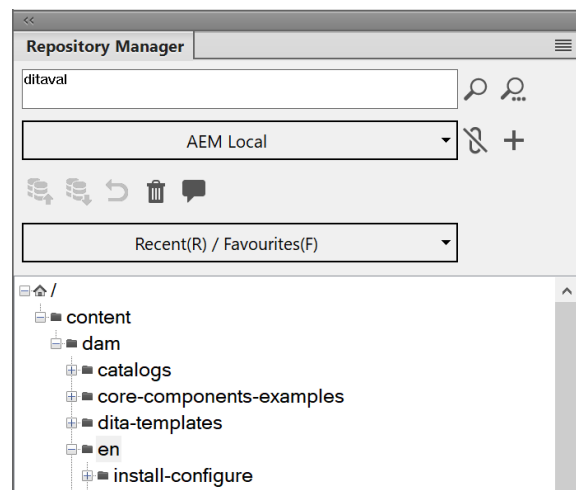 Repository Manager
ditaval
AEM Local
Recent(R) / Favourites(F)
/
content
dam
catalogs
core-components-examples
dita-templates
en
install-configure